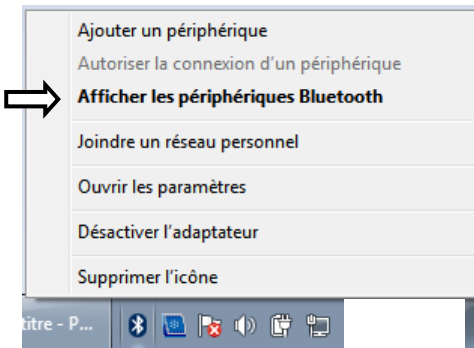 Ajouter un périphérique
Autoriser la connexion d'un périphérique
Afficher les périphériques Bluetooth
Joindre un réseau personnel
Ouvrir les paramètres
Désactiver l'adaptateur
Supprimer l'icône
titre - P...